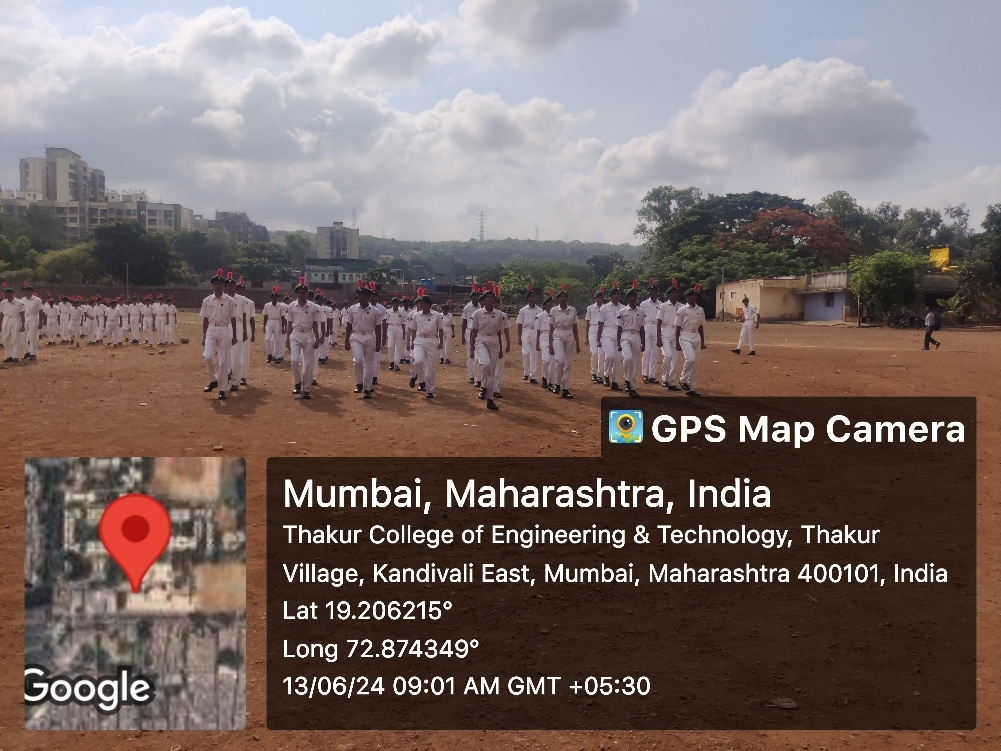 GPS Map Camera
Mumbai, Maharashtra, India
Thakur College of Engineering & Technology, Thakur
Village, Kandivali East, Mumbai, Maharashtra 400101, India
Lat 19.206215°
Long 72.874349°
13/06/24 09:01 AM GMT +05:30
Google